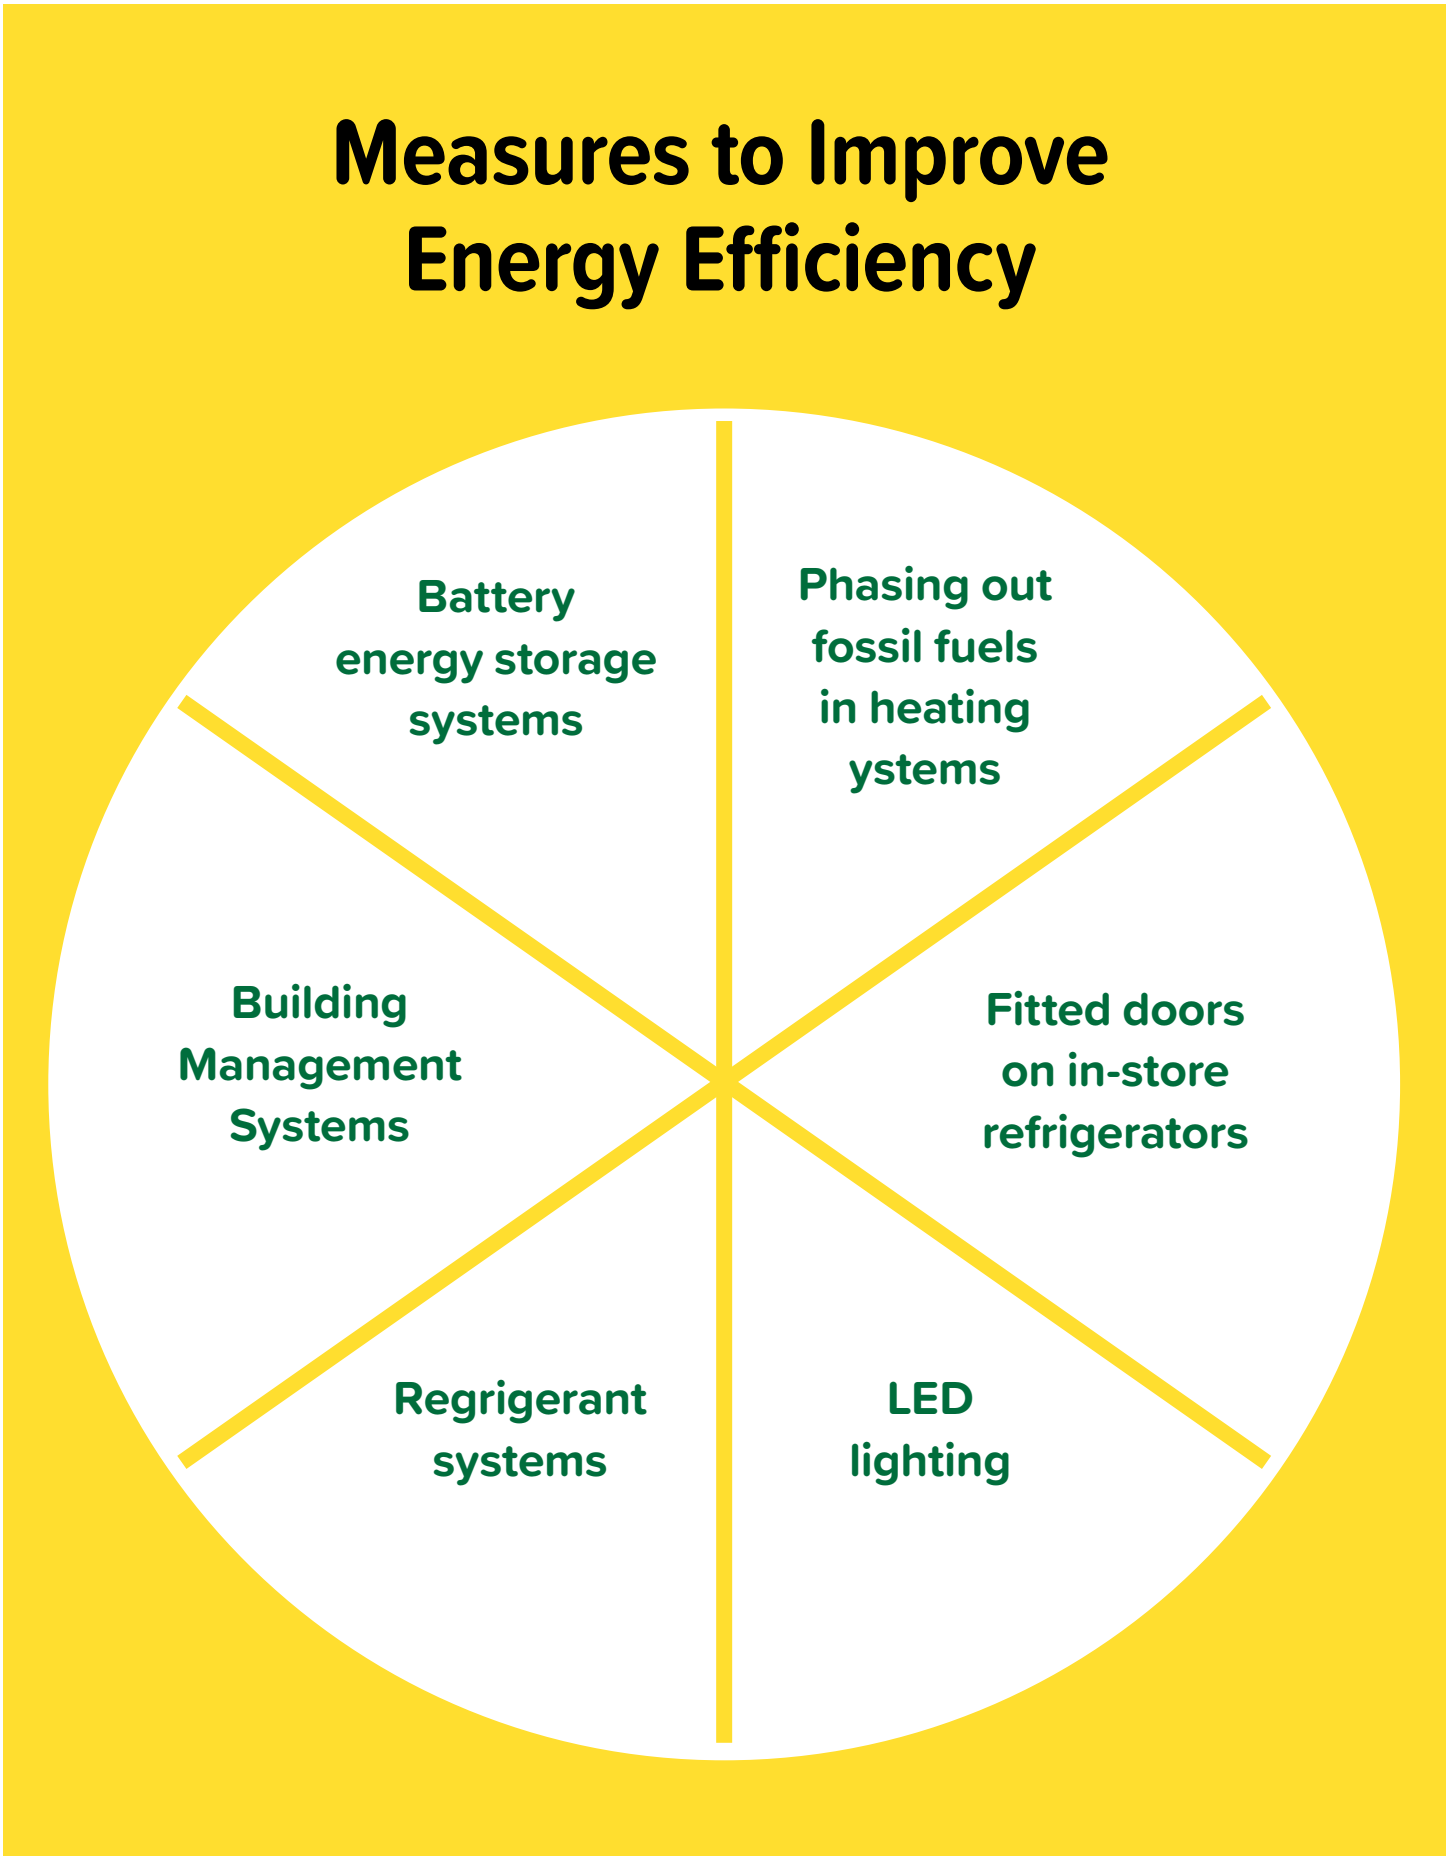 Measures to Improve
Energy Efficiency
Battery
energy storage
systems
Phasing out
fossil fuels
in heating
ystems
Building
Management
Systems
Fitted doors
on in-store
refrigerators
Regrigerant
systems
LED
lighting